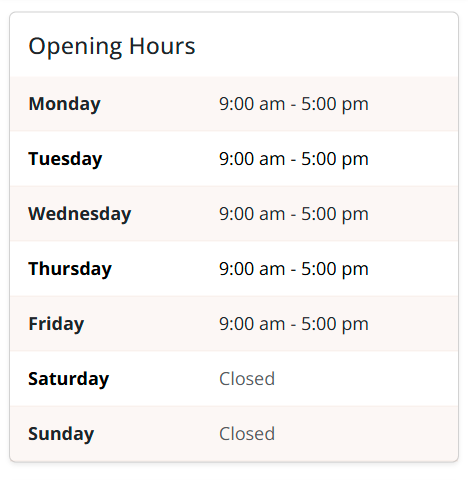 Opening Hours
Monday 9:00 am - 5:00 pm
Tuesday 9:00 am - 5:00 pm
Wednesday 9:00 am - 5:00 pm
Thursday 9:00 am - 5:00 pm
Friday 9:00 am - 5:00 pm
Saturday Closed
Sunday Closed